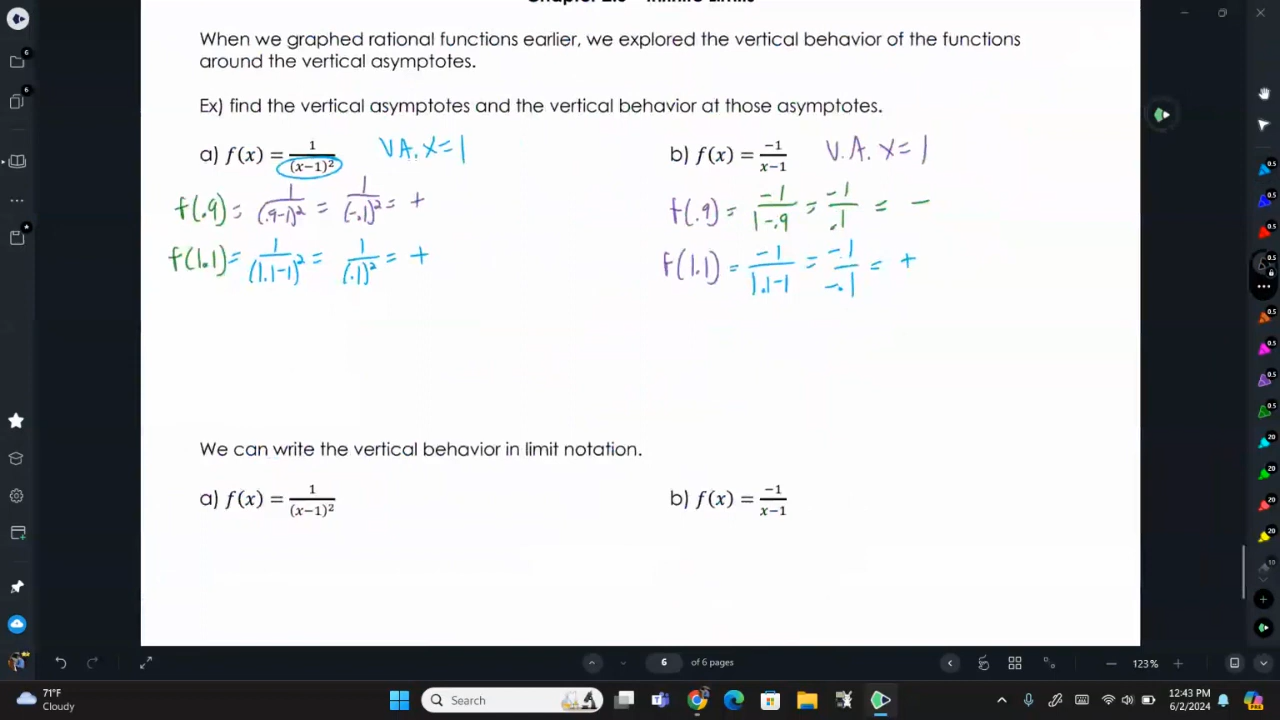 When we graphed rational functions earlier, we explored the vertical behavior of the functions
around the vertical asymptotes.
Ex) find the vertical asymptotes and the vertical behavior at those asymptotes.
a) f(x) = 1/(x−1)² V.A. x=1
f(.9) = 1/(.9-1)² = 1/(-.1)² = +
f(1.1) = 1/(1.1-1)² = 1/(.1)² = +
b) f(x) = −1/x−1 V.A. x=1
f(.9) = -1/1-.9 = -1/.1 = -
f(1.1) = -1/1.1-1 = -.1/-.1 = +
We can write the vertical behavior in limit notation.
a) f(x) = 1/(x−1)²
b) f(x) = −1/x−1
6 of 6 pages
123%
71°F
Cloudy
Search
12:43 PM
6/2/2024